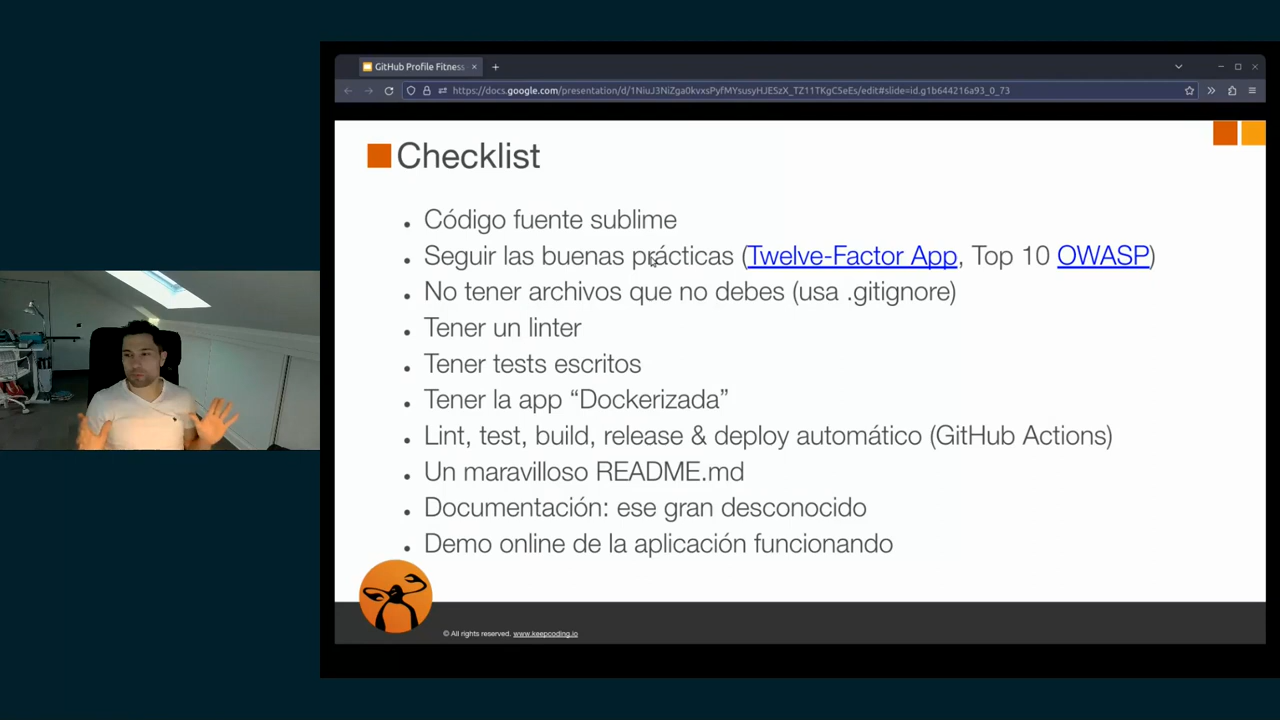 GitHub Profile Fitness
https://docs.google.com/presentation/d/1NiuJ3NiZga0kvxsPyfMYsusyHJESzX_TZ11TKgC5eEs/edit#slide=id.g1b644216a93_0_73
Checklist
Código fuente sublime
Seguir las buenas prácticas (Twelve-Factor App, Top 10 OWASP)
No tener archivos que no debes (usa .gitignore)
Tener un linter
Tener tests escritos
Tener la app “Dockerizada”
Lint, test, build, release & deploy automático (GitHub Actions)
Un maravilloso README.md
Documentación: ese gran desconocido
Demo online de la aplicación funcionando
© All rights reserved. www.keepcoding.io